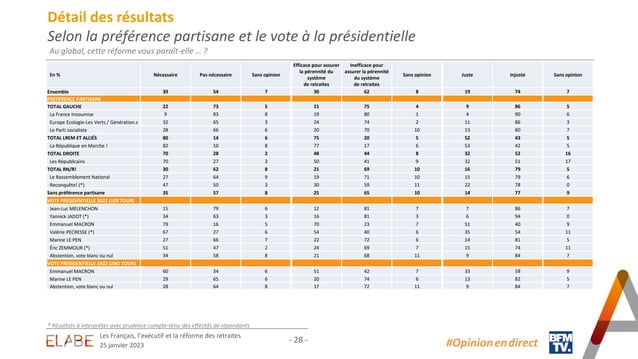 Détail des résultats
Selon la préférence partisane et le vote à la présidentielle
Au global, cette réforme vous paraît-elle … ?
En % Nécessaire Pas nécessaire Sans opinion Efficace pour assurer la pérennité du système de retraites Inefficace pour assurer la pérennité du système de retraites Sans opinion Juste Injuste Sans opinion
Ensemble 39 54 7 30 62 8 19 74 7
PREFERENCE PARTISANE
TOTAL GAUCHE 22 73 5 21 75 4 9 86 5
La France Insoumise 9 83 8 19 80 1 4 90 6
Europe Ecologie-Les Verts / Génération.s 32 65 3 24 74 2 11 86 3
Le Parti socialiste 28 66 6 20 70 10 13 80 7
TOTAL LREM ET ALLIÉS 80 14 6 75 20 5 52 43 5
La République en Marche ! 82 10 8 77 17 6 53 42 5
TOTAL DROITE 70 28 2 48 44 8 32 52 16
Les Républicains 70 27 3 50 41 9 32 51 17
TOTAL RN/R! 30 62 8 21 69 10 16 79 5
Le Rassemblement National 27 64 9 19 71 10 15 79 6
Reconquête! (*) 47 50 3 30 59 11 22 78 0
Sans préférence partisane 35 57 8 25 65 10 14 77 9
VOTE PRESIDENTIELLE 2022 (1ER TOUR)
Jean-Luc MELENCHON 15 79 6 12 81 7 7 86 7
Yannick JADOT (*) 34 63 3 16 81 3 6 94 0
Emmanuel MACRON 79 16 5 70 23 7 51 40 9
Valérie PECRESSE (*) 67 27 6 54 40 6 35 54 11
Marine LE PEN 27 66 7 22 72 6 14 81 5
Éric ZEMMOUR (*) 51 47 2 24 69 7 15 74 11
Abstention, vote blanc ou nul 34 58 8 21 68 11 9 84 7
VOTE PRESIDENTIELLE 2022 (2ND TOUR)
Emmanuel MACRON 60 34 6 51 42 7 33 58 9
Marine LE PEN 29 65 6 20 74 6 13 82 5
Abstention, vote blanc ou nul 28 64 8 17 72 11 9 84 7
* Résultats à interpréter avec prudence compte-tenu des effectifs de répondants
ELABE
Les Français, l'exécutif et la réforme des retraites
25 janvier 2023
- 28 -
#Opinionendirect
BFM
TV.